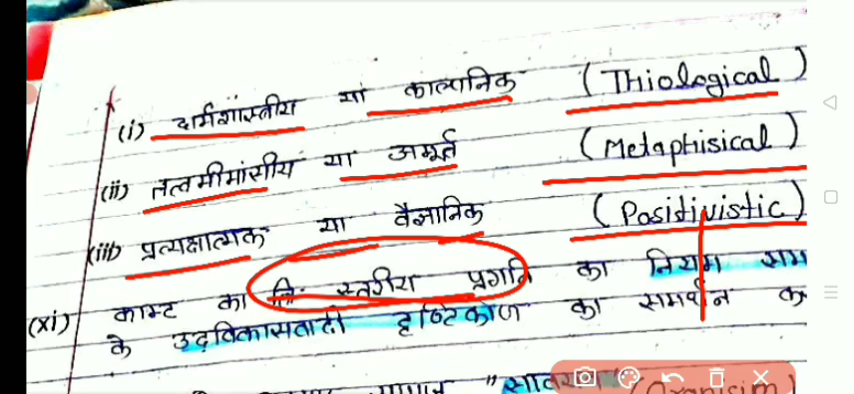 (i) धार्मशास्त्रीय या काल्पनिक (Thiological)
(ii) तत्वमीमांसीय या अमूर्त (Metaphisical)
(iii) प्रत्यक्षात्मक या वैज्ञानिक (Positivistic)
(xi) काम्ट का त्रि-स्तरीय प्रगति का नियम सम
के उद्विकासवादी दृष्टिकोण का समर्थन क